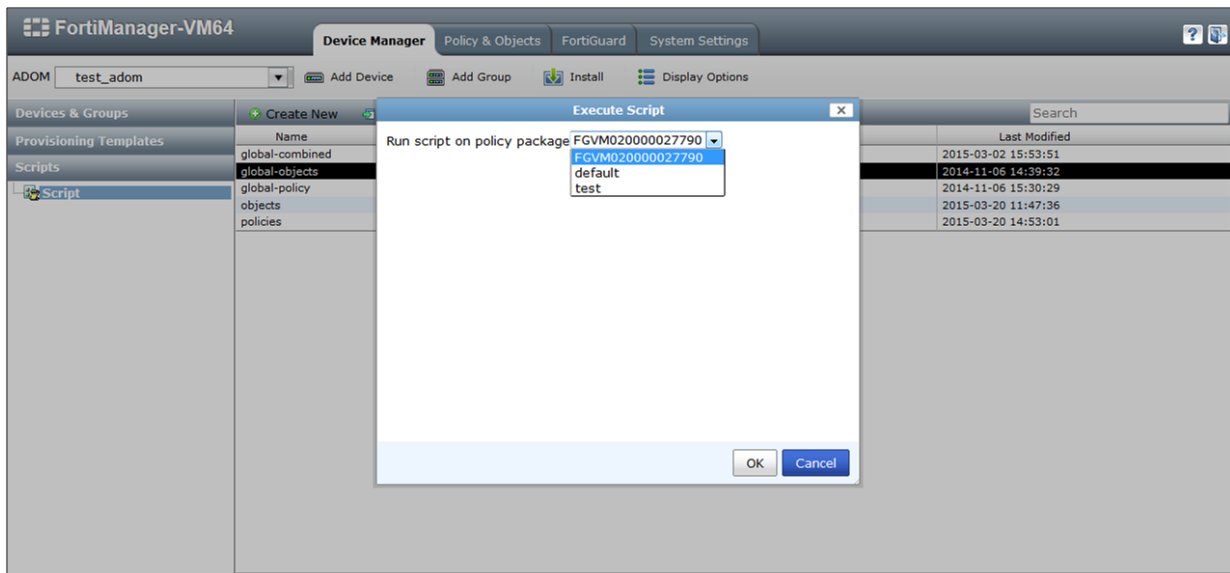 FortiManager-VM64
Device Manager Policy & Objects FortiGuard System Settings
?
ADOM test_adom Add Device Add Group Install Display Options
Devices & Groups
Provisioning Templates
Scripts
Script
Create New
Search
Name Last Modified
global-combined 2015-03-02 15:53:51
global-objects 2014-11-06 14:39:32
global-policy 2014-11-06 15:30:29
objects 2015-03-20 11:47:36
policies 2015-03-20 14:53:01
Execute Script
Run script on policy package FGVM020000027790
FGVM020000027790
default
test
OK Cancel